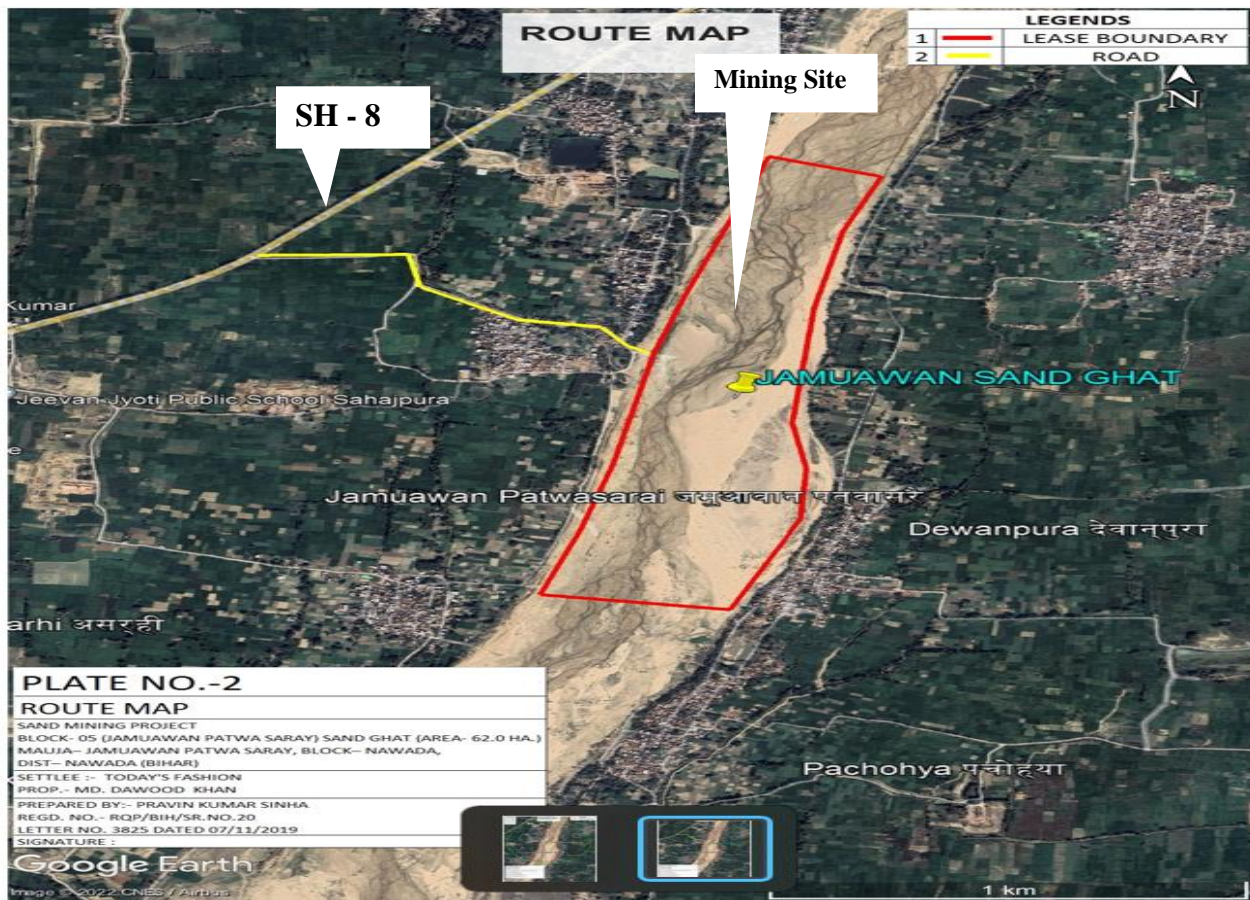 ROUTE MAP
LEGENDS
1 LEASE BOUNDARY
2 ROAD
N
Mining Site
SH - 8
Kumar
JAMUAWAN SAND GHAT
Jeevan Jyoti Public School Sahajpura
e
Jamuawan Patwasarai जमुआवान पतवासरे
Dewanpura देवानपुरा
arhi असरही
Pachohya पचोहया
PLATE NO.-2
ROUTE MAP
SAND MINING PROJECT
BLOCK- 05 (JAMUAWAN PATWA SARAY) SAND GHAT (AREA- 62.0 HA.)
MAUJA– JAMUAWAN PATWA SARAY, BLOCK– NAWADA,
DIST– NAWADA (BIHAR)
SETTLEE :- TODAY'S FASHION
PROP.- MD. DAWOOD KHAN
PREPARED BY:- PRAVIN KUMAR SINHA
REGD. NO.- RQP/BIH/SR.NO.20
LETTER NO. 3825 DATED 07/11/2019
SIGNATURE :
Google Earth
Image © 2022 CNES / Airbus
1 km